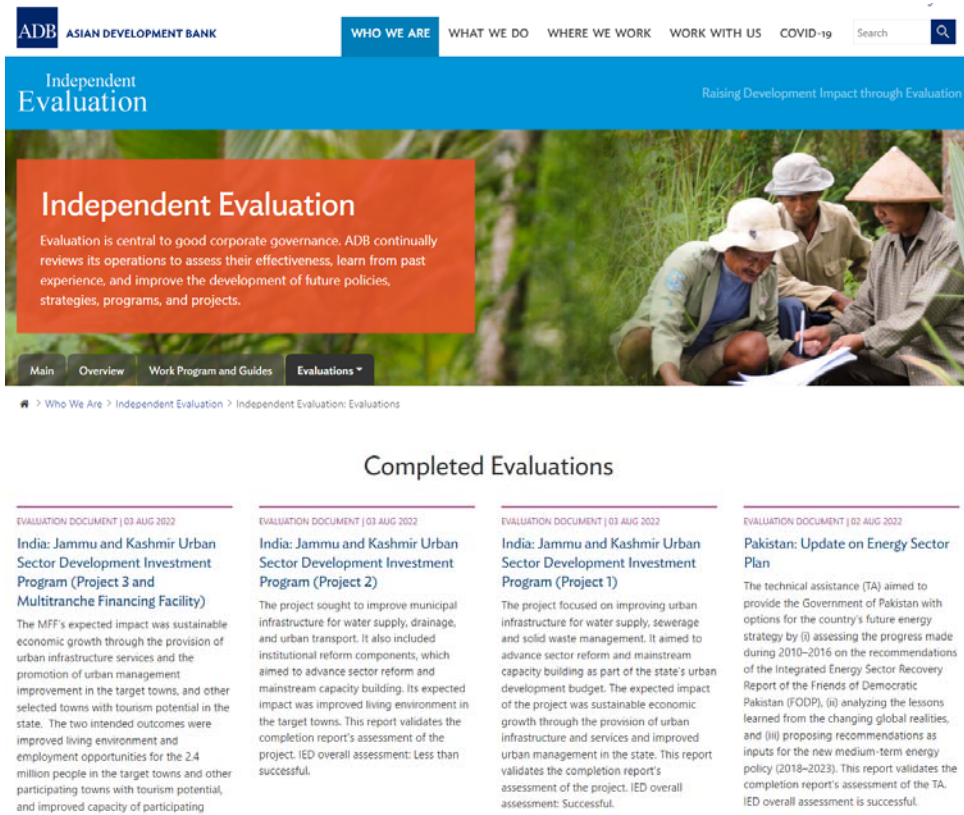 ADB ASIAN DEVELOPMENT BANK
WHO WE ARE WHAT WE DO WHERE WE WORK WORK WITH US COVID-19 Search
Independent
Evaluation
Raising Development Impact through Evaluation
Independent Evaluation
Evaluation is central to good corporate governance. ADB continually
reviews its operations to assess their effectiveness, learn from past
experience, and improve the development of future policies,
strategies, programs, and projects.
Main Overview Work Program and Guides Evaluations
> Who We Are > Independent Evaluation > Independent Evaluation: Evaluations
Completed Evaluations
EVALUATION DOCUMENT | 03 AUG 2022
India: Jammu and Kashmir Urban
Sector Development Investment
Program (Project 3 and
Multitranche Financing Facility)
The MFF's expected impact was sustainable
economic growth through the provision of
urban infrastructure services and the
promotion of urban management
improvement in the target towns, and other
selected towns with tourism potential in the
state. The two intended outcomes were
improved living environment and
employment opportunities for the 2.4
million people in the target towns and other
participating towns with tourism potential,
and improved capacity of participating
EVALUATION DOCUMENT | 03 AUG 2022
India: Jammu and Kashmir Urban
Sector Development Investment
Program (Project 2)
The project sought to improve municipal
infrastructure for water supply, drainage,
and urban transport. It also included
institutional reform components, which
aimed to advance sector reform and
mainstream capacity building. Its expected
impact was improved living environment in
the target towns. This report validates the
completion report's assessment of the
project. IED overall assessment: Less than
successful.
EVALUATION DOCUMENT | 03 AUG 2022
India: Jammu and Kashmir Urban
Sector Development Investment
Program (Project 1)
The project focused on improving urban
infrastructure for water supply, sewerage
and solid waste management. It aimed to
advance sector reform and mainstream
capacity building as part of the state's urban
development budget. The expected impact
of the project was sustainable economic
growth through the provision of urban
infrastructure and services and improved
urban management in the state. This report
validates the completion report's
assessment of the project. IED overall
assessment: Successful.
EVALUATION DOCUMENT | 02 AUG 2022
Pakistan: Update on Energy Sector
Plan
The technical assistance (TA) aimed to
provide the Government of Pakistan with
options for the country's future energy
strategy by (i) assessing the progress made
during 2010–2016 on the recommendations
of the Integrated Energy Sector Recovery
Report of the Friends of Democratic
Pakistan (FODP), (ii) analyzing the lessons
learned from the changing global realities,
and (iii) proposing recommendations as
inputs for the new medium-term energy
policy (2018–2023). This report validates the
completion report's assessment of the TA.
IED overall assessment is successful.